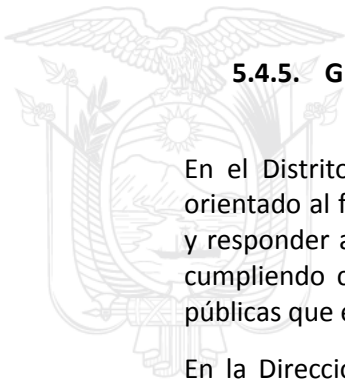 5.4.5. G
En el Distrito
orientado al f
y responder a
cumpliendo c
públicas que e
En la Direcció